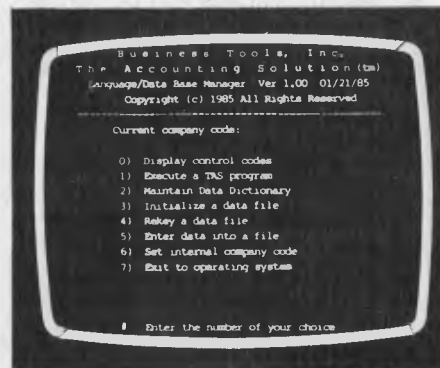 Business Tools, Inc.
The Accounting Solution(tm)
Language/Data Base Manager Ver 1.00 01/21/85
Copyright (c) 1985 All Rights Reserved
Current company code:
0) Display control codes
1) Execute a TAS program
2) Maintain Data Dictionary
3) Initialize a data file
4) Rekey a data file
5) Enter data into a file
6) Set internal company code
7) Exit to operating system
Enter the number of your choice